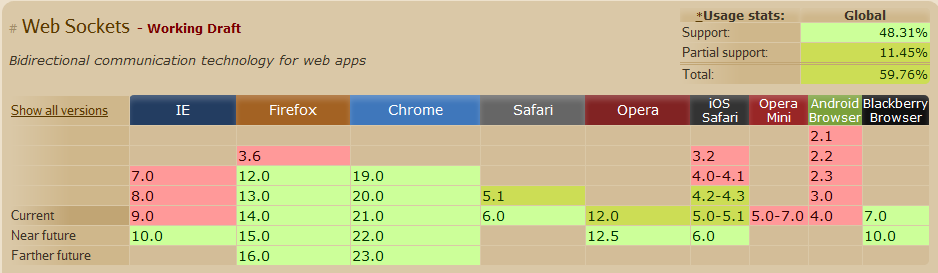 # Web Sockets - Working Draft
*Usage stats: Global
Support: 48.31%
Partial support: 11.45%
Total: 59.76%
Bidirectional communication technology for web apps
Show all versions IE Firefox Chrome Safari Opera iOS Safari Opera Mini Android Browser Blackberry Browser
2.1
3.6 3.2 2.2
7.0 12.0 19.0 4.0-4.1 2.3
8.0 13.0 20.0 5.1 4.2-4.3 3.0
Current 9.0 14.0 21.0 6.0 12.0 5.0-5.1 5.0-7.0 4.0 7.0
Near future 10.0 15.0 22.0 12.5 6.0 10.0
Farther future 16.0 23.0